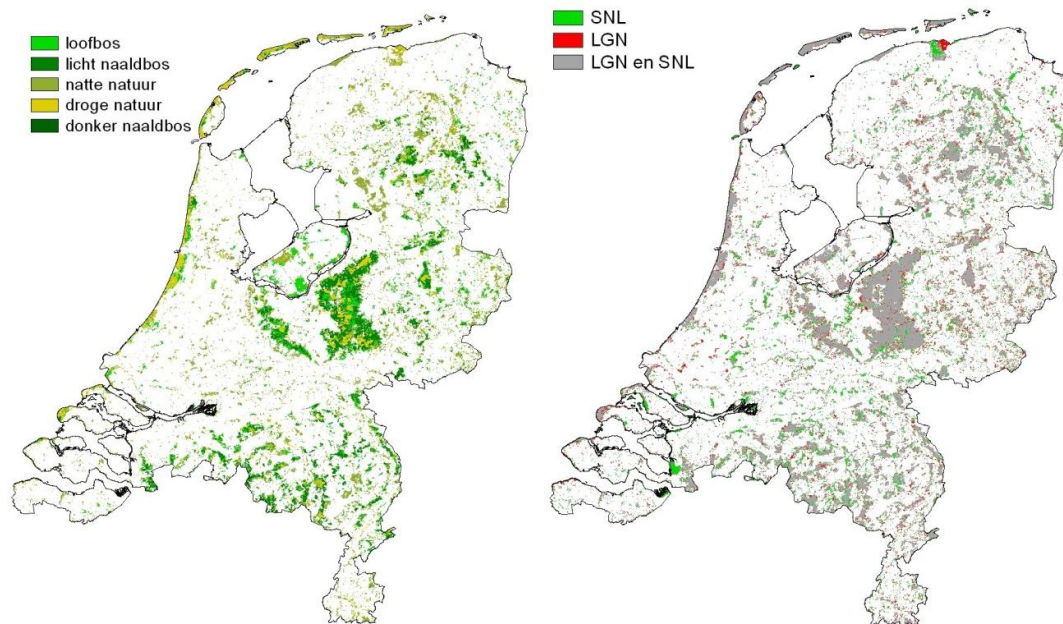 loofbos
licht naaldbos
natte natuur
droge natuur
donker naaldbos
SNL
LGN
LGN en SNL